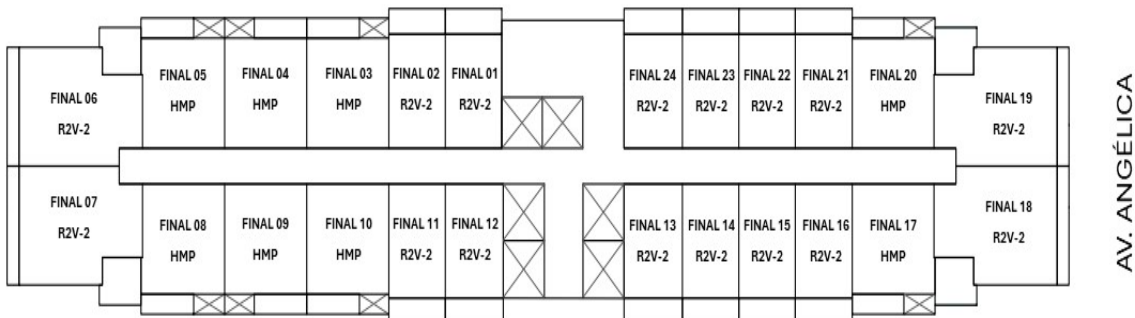 FINAL 05
HMP
FINAL 04
HMP
FINAL 03
HMP
FINAL 02
R2V-2
FINAL 01
R2V-2
FINAL 24
R2V-2
FINAL 23
R2V-2
FINAL 22
R2V-2
FINAL 21
R2V-2
FINAL 20
HMP
FINAL 06
R2V-2
FINAL 19
R2V-2
FINAL 07
R2V-2
FINAL 08
HMP
FINAL 09
HMP
FINAL 10
HMP
FINAL 11
R2V-2
FINAL 12
R2V-2
FINAL 13
R2V-2
FINAL 14
R2V-2
FINAL 15
R2V-2
FINAL 16
R2V-2
FINAL 17
HMP
FINAL 18
R2V-2
AV. ANGÉLICA